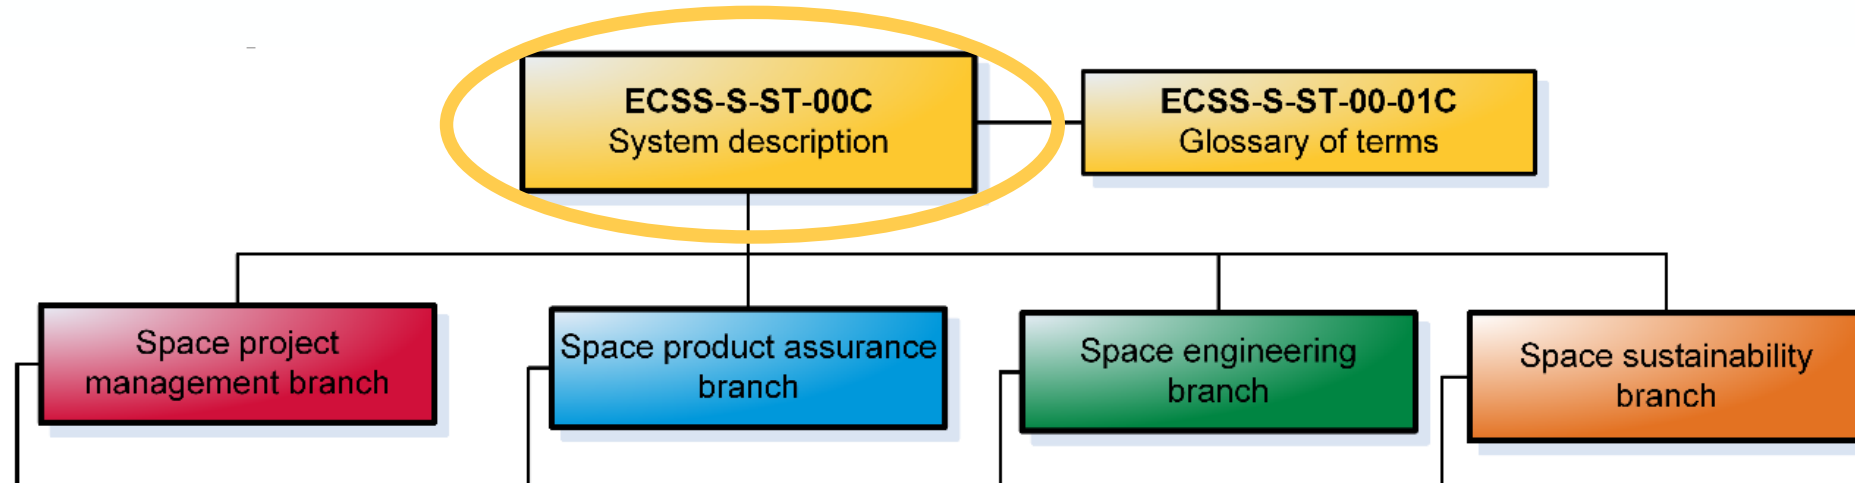 ECSS-S-ST-00C
System description
ECSS-S-ST-00-01C
Glossary of terms
Space project
management branch
Space product assurance
branch
Space engineering
branch
Space sustainability
branch